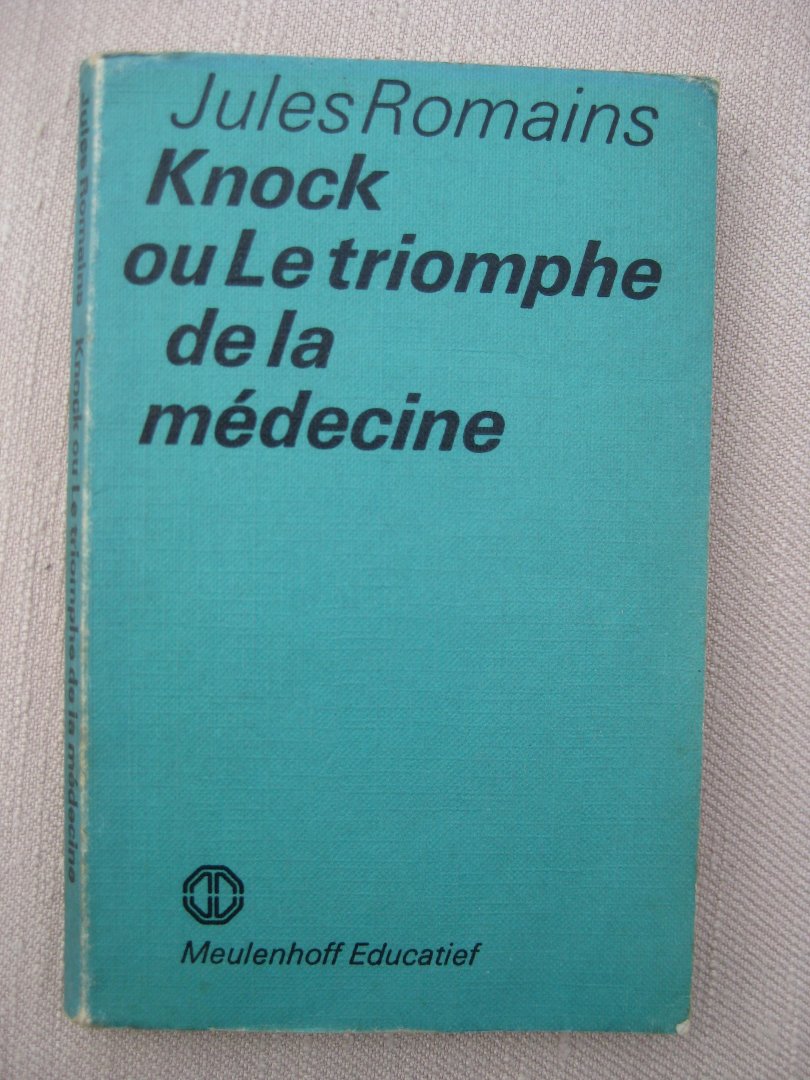 Jules Romains
Knock
ou Le triomphe
de la
médecine
Meulenhoff Educatief
Jules Romains Knock ou Le triomphe de la médecine